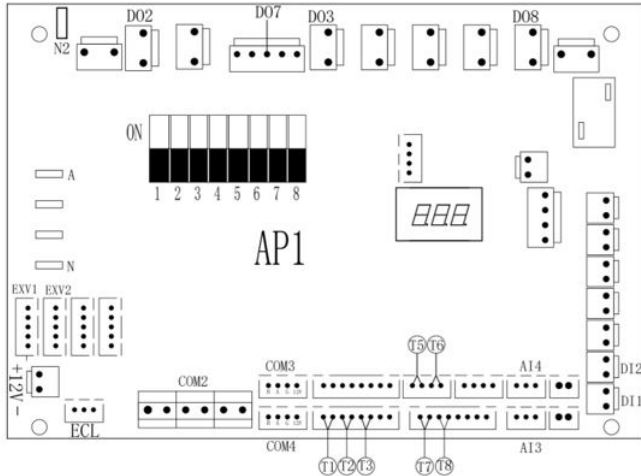 DO2 DO7 DO3 DO8
N2
ON
1 2 3 4 5 6 7 8
A
888
AP1
N
EXV1 EXV2
T5 T6
+12V-
COM3 AI4
COM2
DI2
DI1
ECL
COM4 AI3
T1 T2 T3 T7 T8